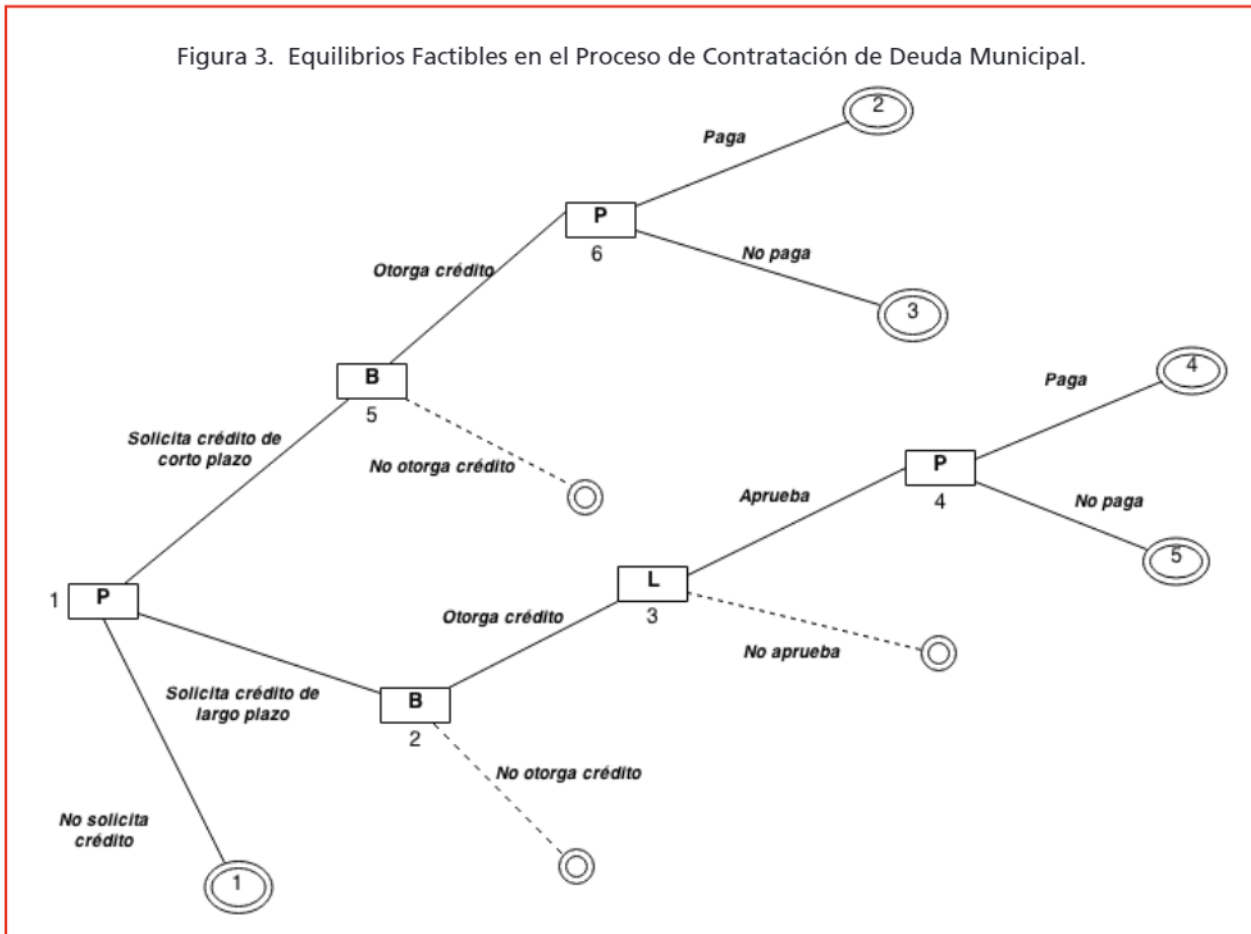 Figura 3. Equilibrios Factibles en el Proceso de Contratación de Deuda Municipal.
2
Paga
P
6
No paga
Otorga crédito
3
B
5
4
Paga
Solicita crédito de
corto plazo
No otorga crédito
P
4
Aprueba
No paga
5
L
3
1
P
Otorga crédito
No aprueba
Solicita crédito de
largo plazo
B
2
No otorga crédito
No solicita
crédito
1